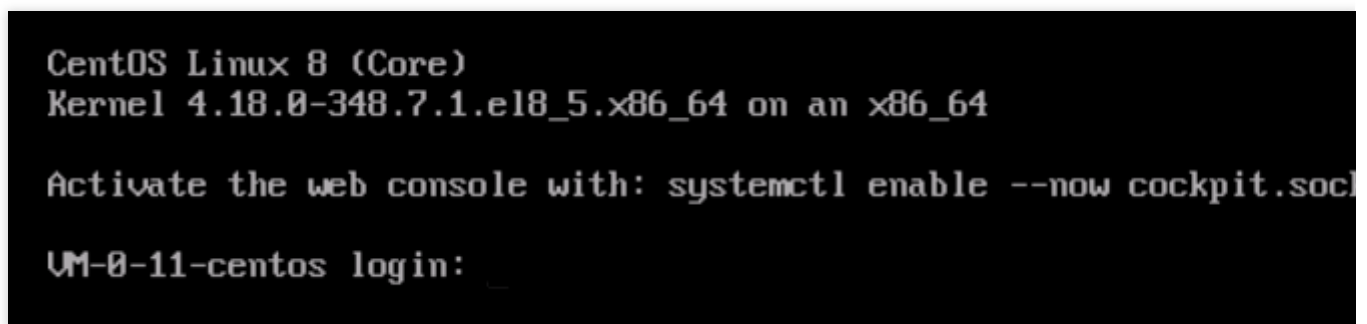 CentOS Linux 8 (Core)
Kernel 4.18.0-348.7.1.el8_5.x86_64 on an x86_64
Activate the web console with: systemctl enable --now cockpit.soc
VM-0-11-centos login: